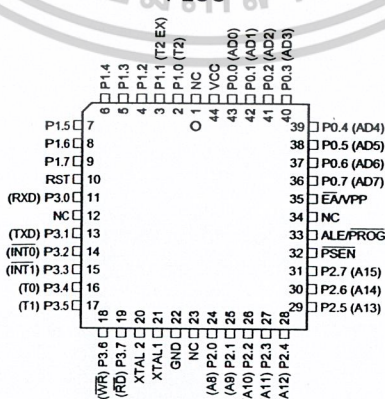 P1.4
P1.3
P1.2
P1.1 (T2 EX)
P1.0 (T2)
NC
VCC
P0.0 (AD0)
P0.1 (AD1)
P0.2 (AD2)
P0.3 (AD3)
6 5 4 3 2 1 44 43 42 41 40
P1.5 7
P1.6 8
P1.7 9
RST 10
(RXD) P3.0 11
NC 12
(TXD) P3.1 13
(INT0) P3.2 14
(INT1) P3.3 15
(T0) P3.4 16
(T1) P3.5 17
39 P0.4 (AD4)
38 P0.5 (AD5)
37 P0.6 (AD6)
36 P0.7 (AD7)
35 EA/VPP
34 NC
33 ALE/PROG
32 PSEN
31 P2.7 (A15)
30 P2.6 (A14)
29 P2.5 (A13)
18 19 20 21 22 23 24 25 26 27 28
(WR) P3.6
(RD) P3.7
XTAL2
XTAL1
GND
NC
(A8) P2.0
(A9) P2.1
(A10) P2.2
(A11) P2.3
(A12) P2.4